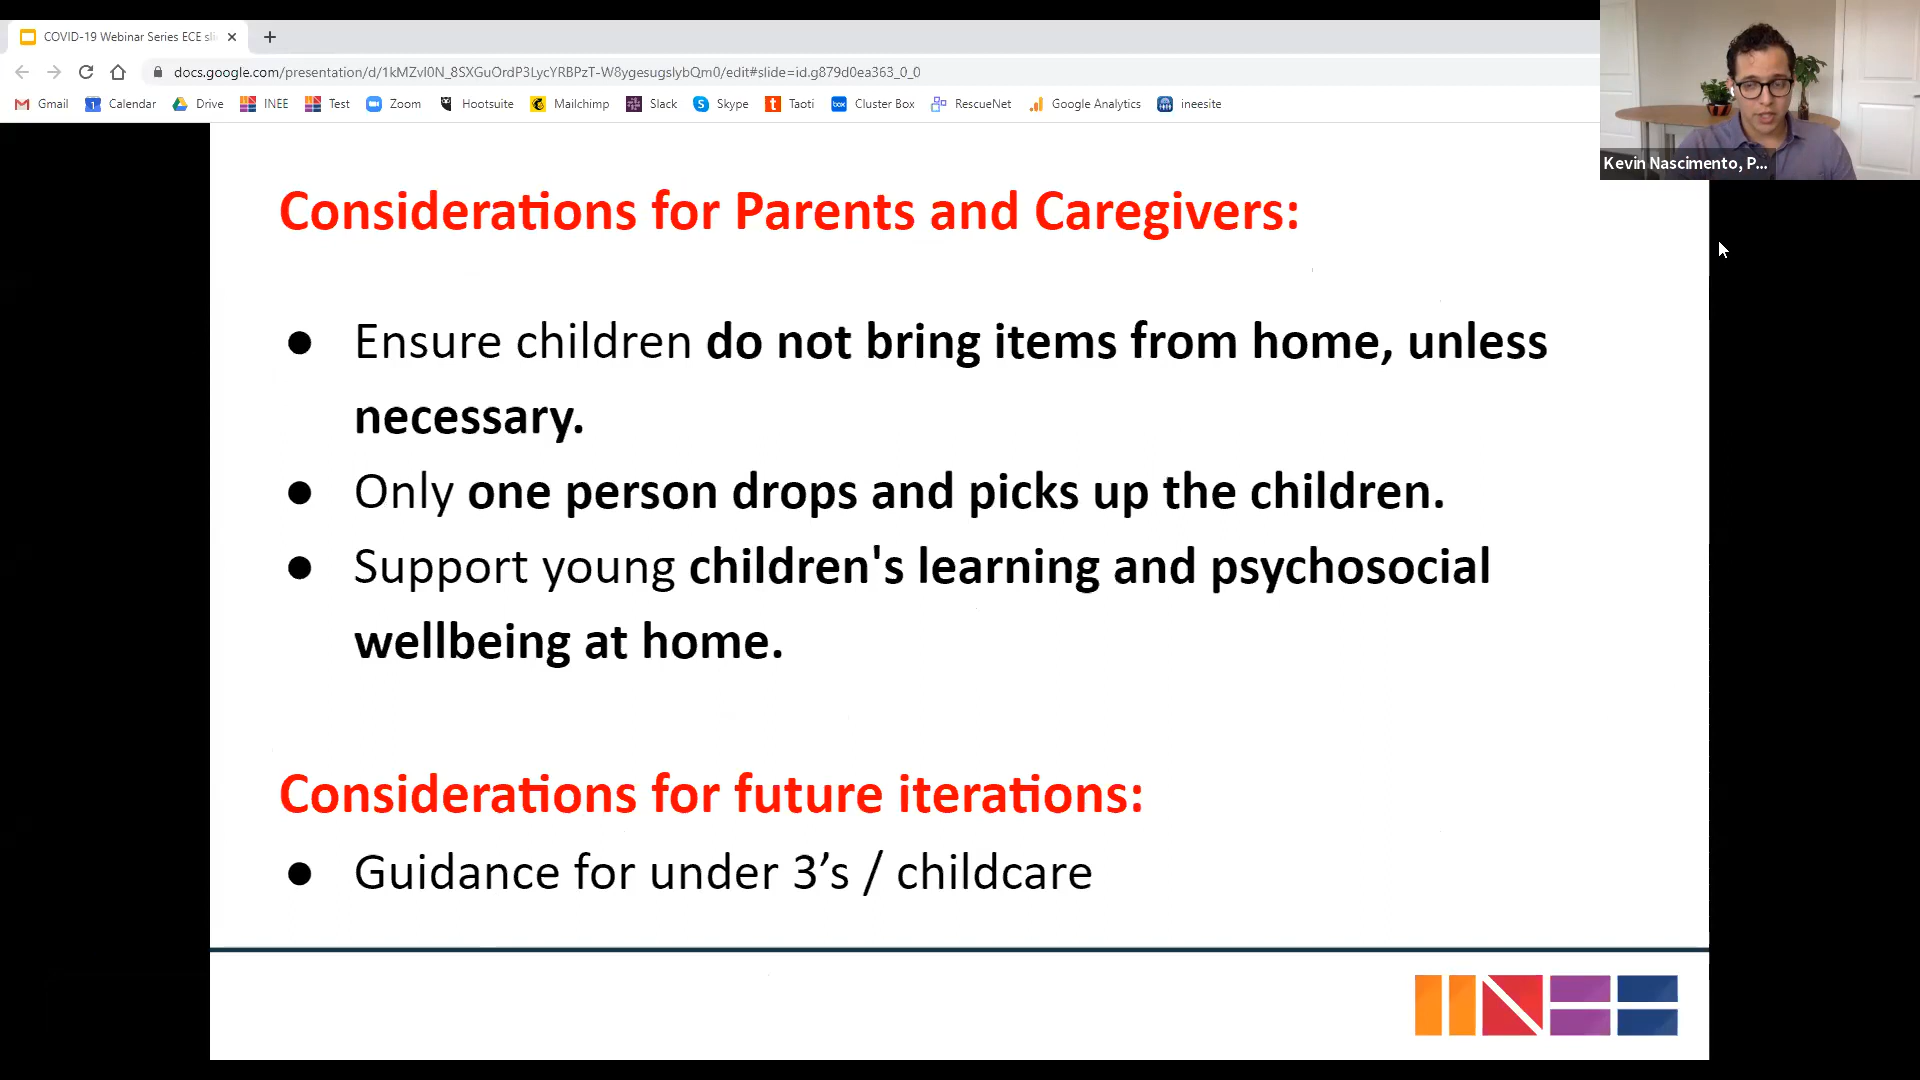 COVID-19 Webinar Series ECE sli
docs.google.com/presentation/d/1kMZvI0N_8SXGuOrdP3LycYRBPzT-W8ygesugslybQm0/edit#slide=id.g879d0ea363_0_0
Gmail Calendar Drive INEE Test Zoom Hootsuite Mailchimp Slack Skype Taoti Cluster Box RescueNet Google Analytics ineesite
Kevin Nascimento, P...
Considerations for Parents and Caregivers:
● Ensure children do not bring items from home, unless
necessary.
● Only one person drops and picks up the children.
● Support young children's learning and psychosocial
wellbeing at home.
Considerations for future iterations:
● Guidance for under 3’s / childcare
INEE